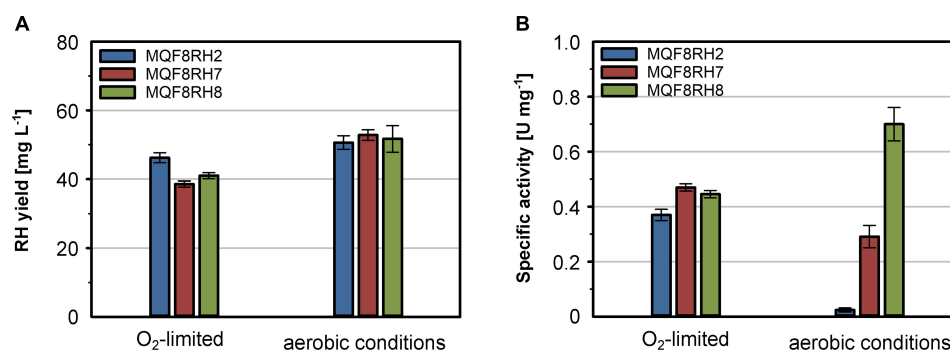 A
RH yield [mg L⁻¹]
80
60
40
20
0
MQF8RH2
MQF8RH7
MQF8RH8
O₂-limited
aerobic conditions
B
Specific activity [U mg⁻¹]
1.0
0.8
0.6
0.4
0.2
0
MQF8RH2
MQF8RH7
MQF8RH8
O₂-limited
aerobic conditions